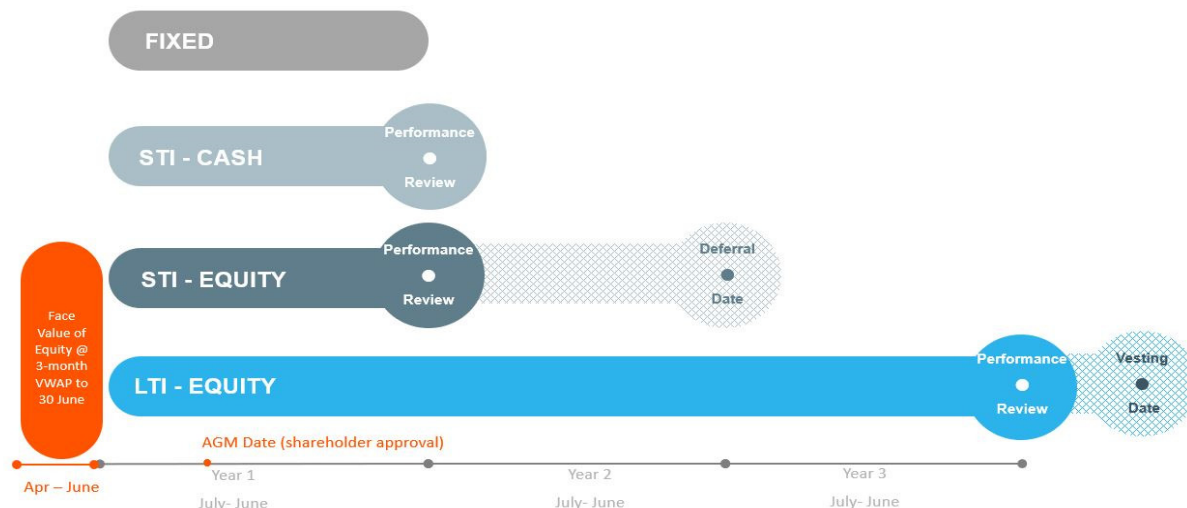 FIXED
STI - CASH
Performance
Review
STI - EQUITY
Performance
Review
Deferral
Date
Face
Value of
Equity @
3-month
VWAP to
30 June
LTI - EQUITY
Performance
Review
Vesting
Date
AGM Date (shareholder approval)
Apr – June
Year 1
July- June
Year 2
July- June
Year 3
July- June